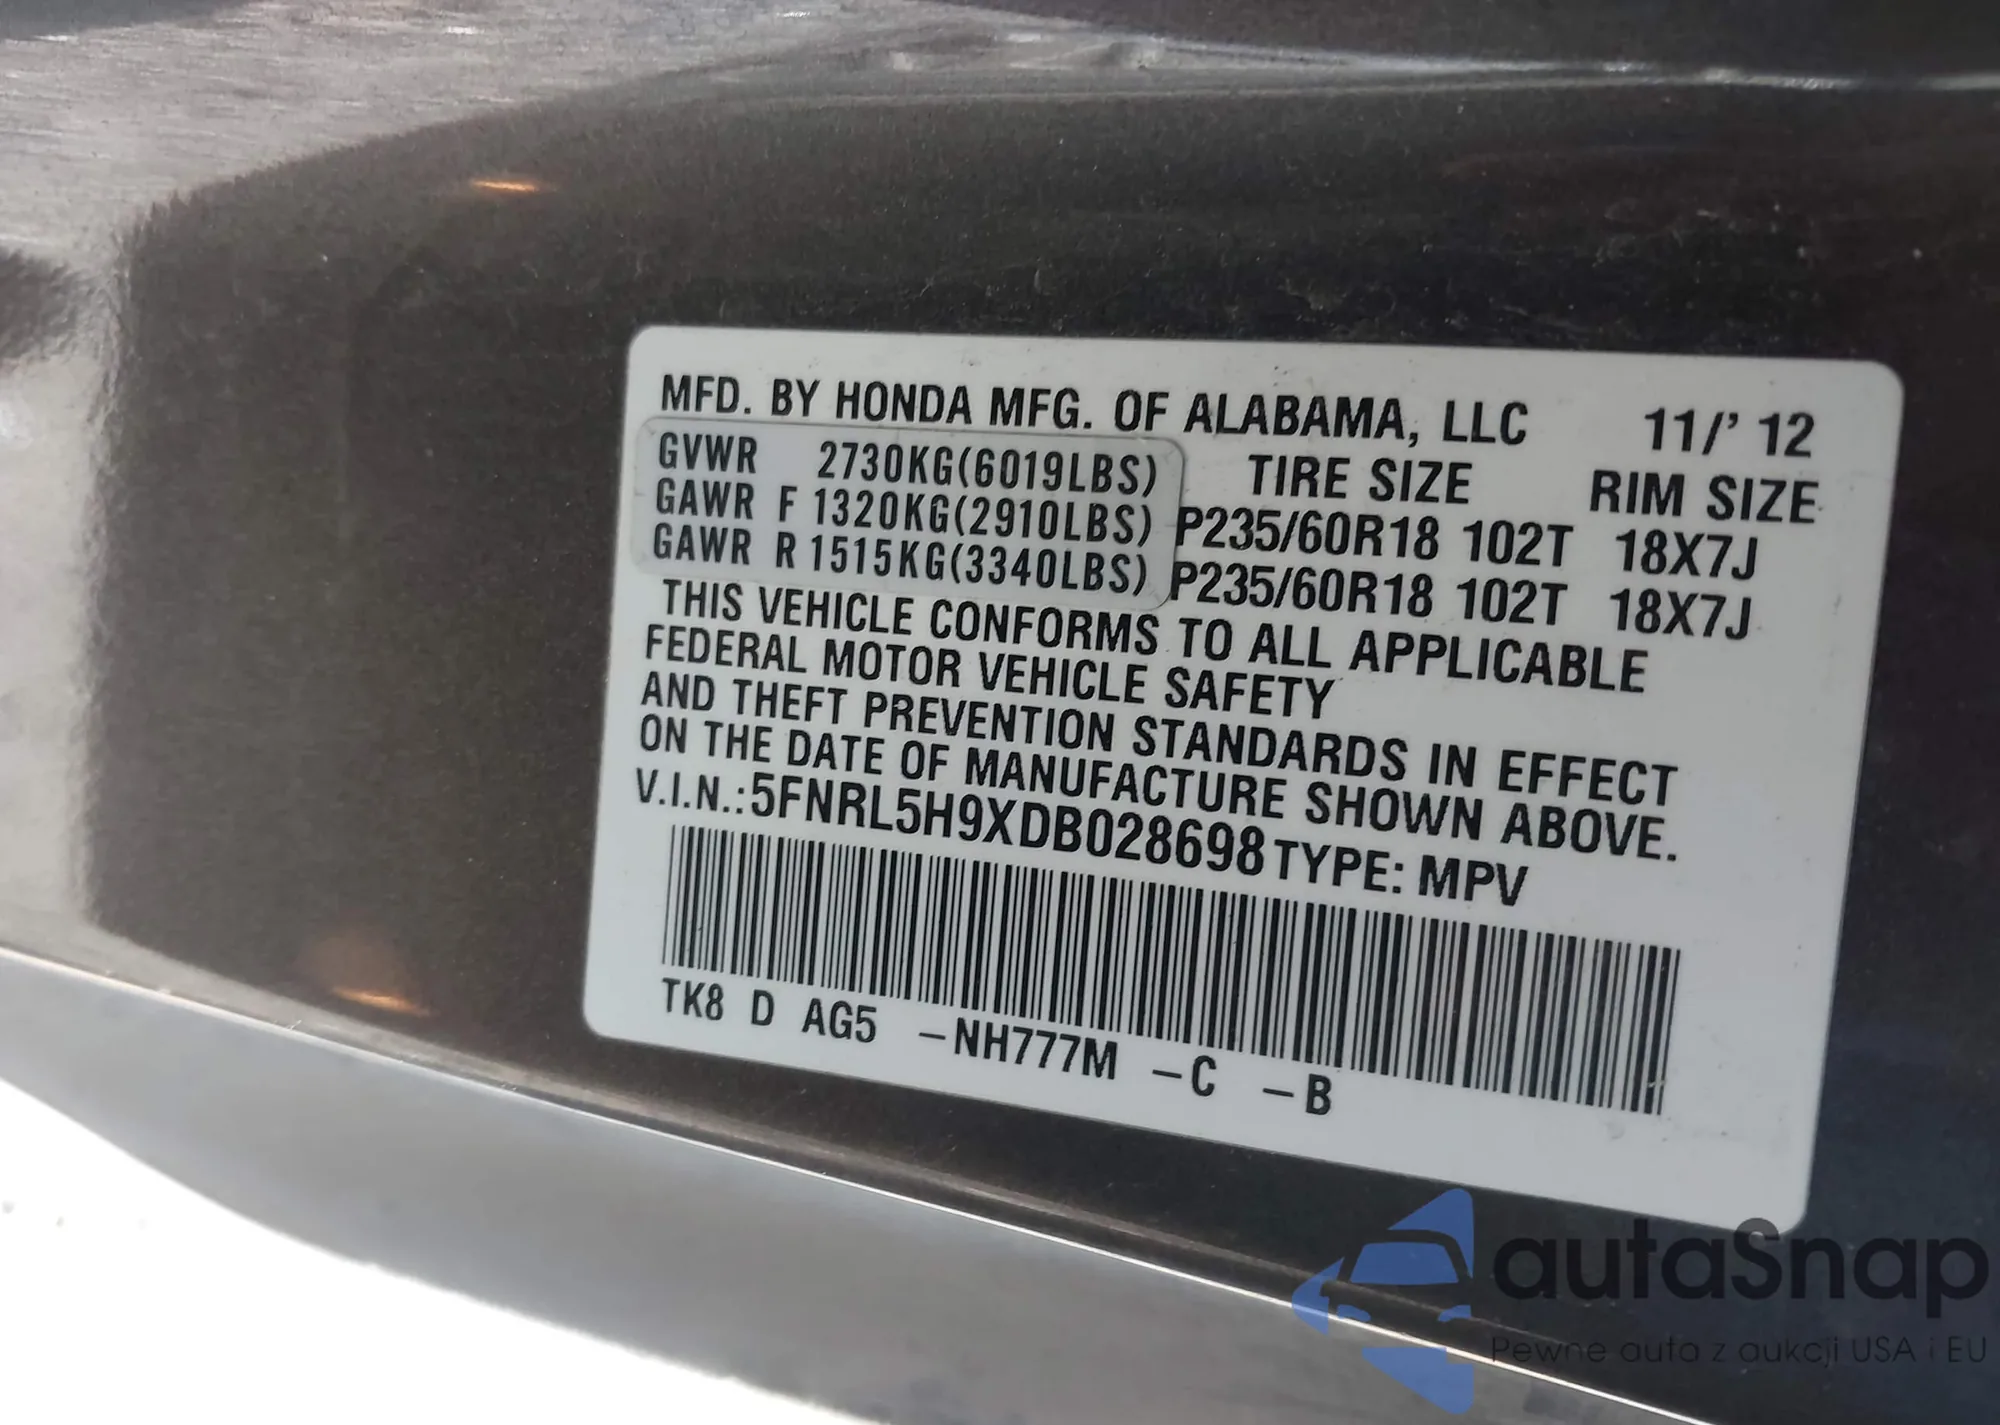 MFD. BY HONDA MFG. OF ALABAMA, LLC 11/' 12
GVWR 2730KG(6019LBS) TIRE SIZE RIM SIZE
GAWR F 1320KG(2910LBS) P235/60R18 102T 18X7J
GAWR R 1515KG(3340LBS) P235/60R18 102T 18X7J
THIS VEHICLE CONFORMS TO ALL APPLICABLE
FEDERAL MOTOR VEHICLE SAFETY
AND THEFT PREVENTION STANDARDS IN EFFECT
ON THE DATE OF MANUFACTURE SHOWN ABOVE.
V.I.N.:5FNRL5H9XDB028698 TYPE: MPV
TK8 D AG5 -NH777M -C -B
autaSnap
Pewne auta z aukcji USA i EU